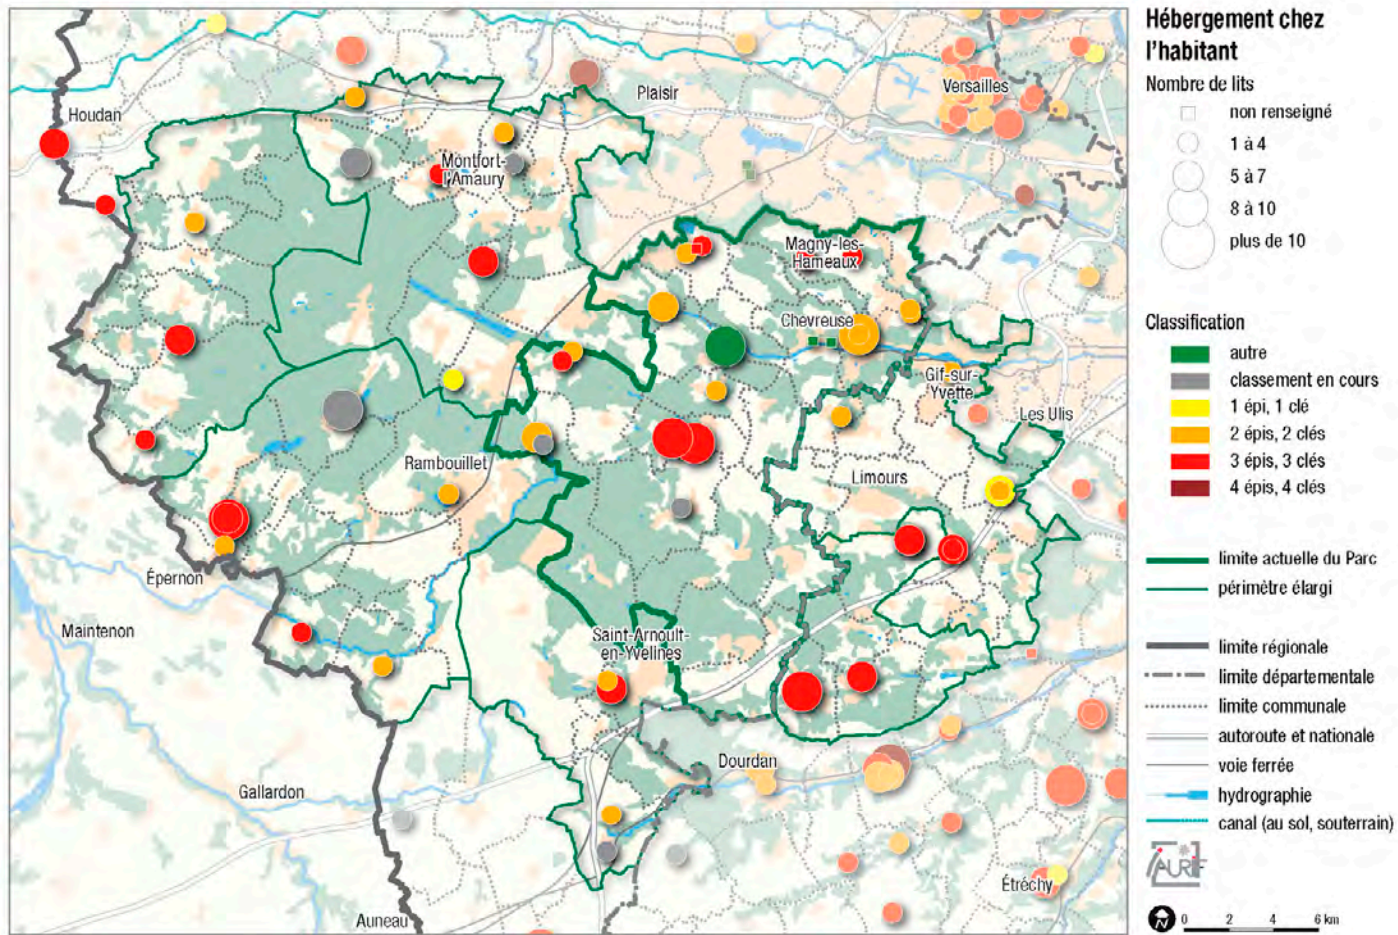 Hébergement chez
l'habitant
Nombre de lits
non renseigné
1 à 4
5 à 7
8 à 10
plus de 10
Classification
autre
classement en cours
1 épi, 1 clé
2 épis, 2 clés
3 épis, 3 clés
4 épis, 4 clés
limite actuelle du Parc
périmètre élargi
limite régionale
limite départementale
limite communale
autoroute et nationale
voie ferrée
hydrographie
canal (au sol, souterrain)
IAURIF
N
0 2 4 6 km
Houdan
Plaisir
Versailles
Montfort-
l'Amaury
Magny-les-
Hameaux
Chevreuse
Gif-sur-
Yvette
Les Ulis
Rambouillet
Limours
Épernon
Maintenon
Saint-Arnoult-
en-Yvelines
Dourdan
Gallardon
Étréchy
Auneau